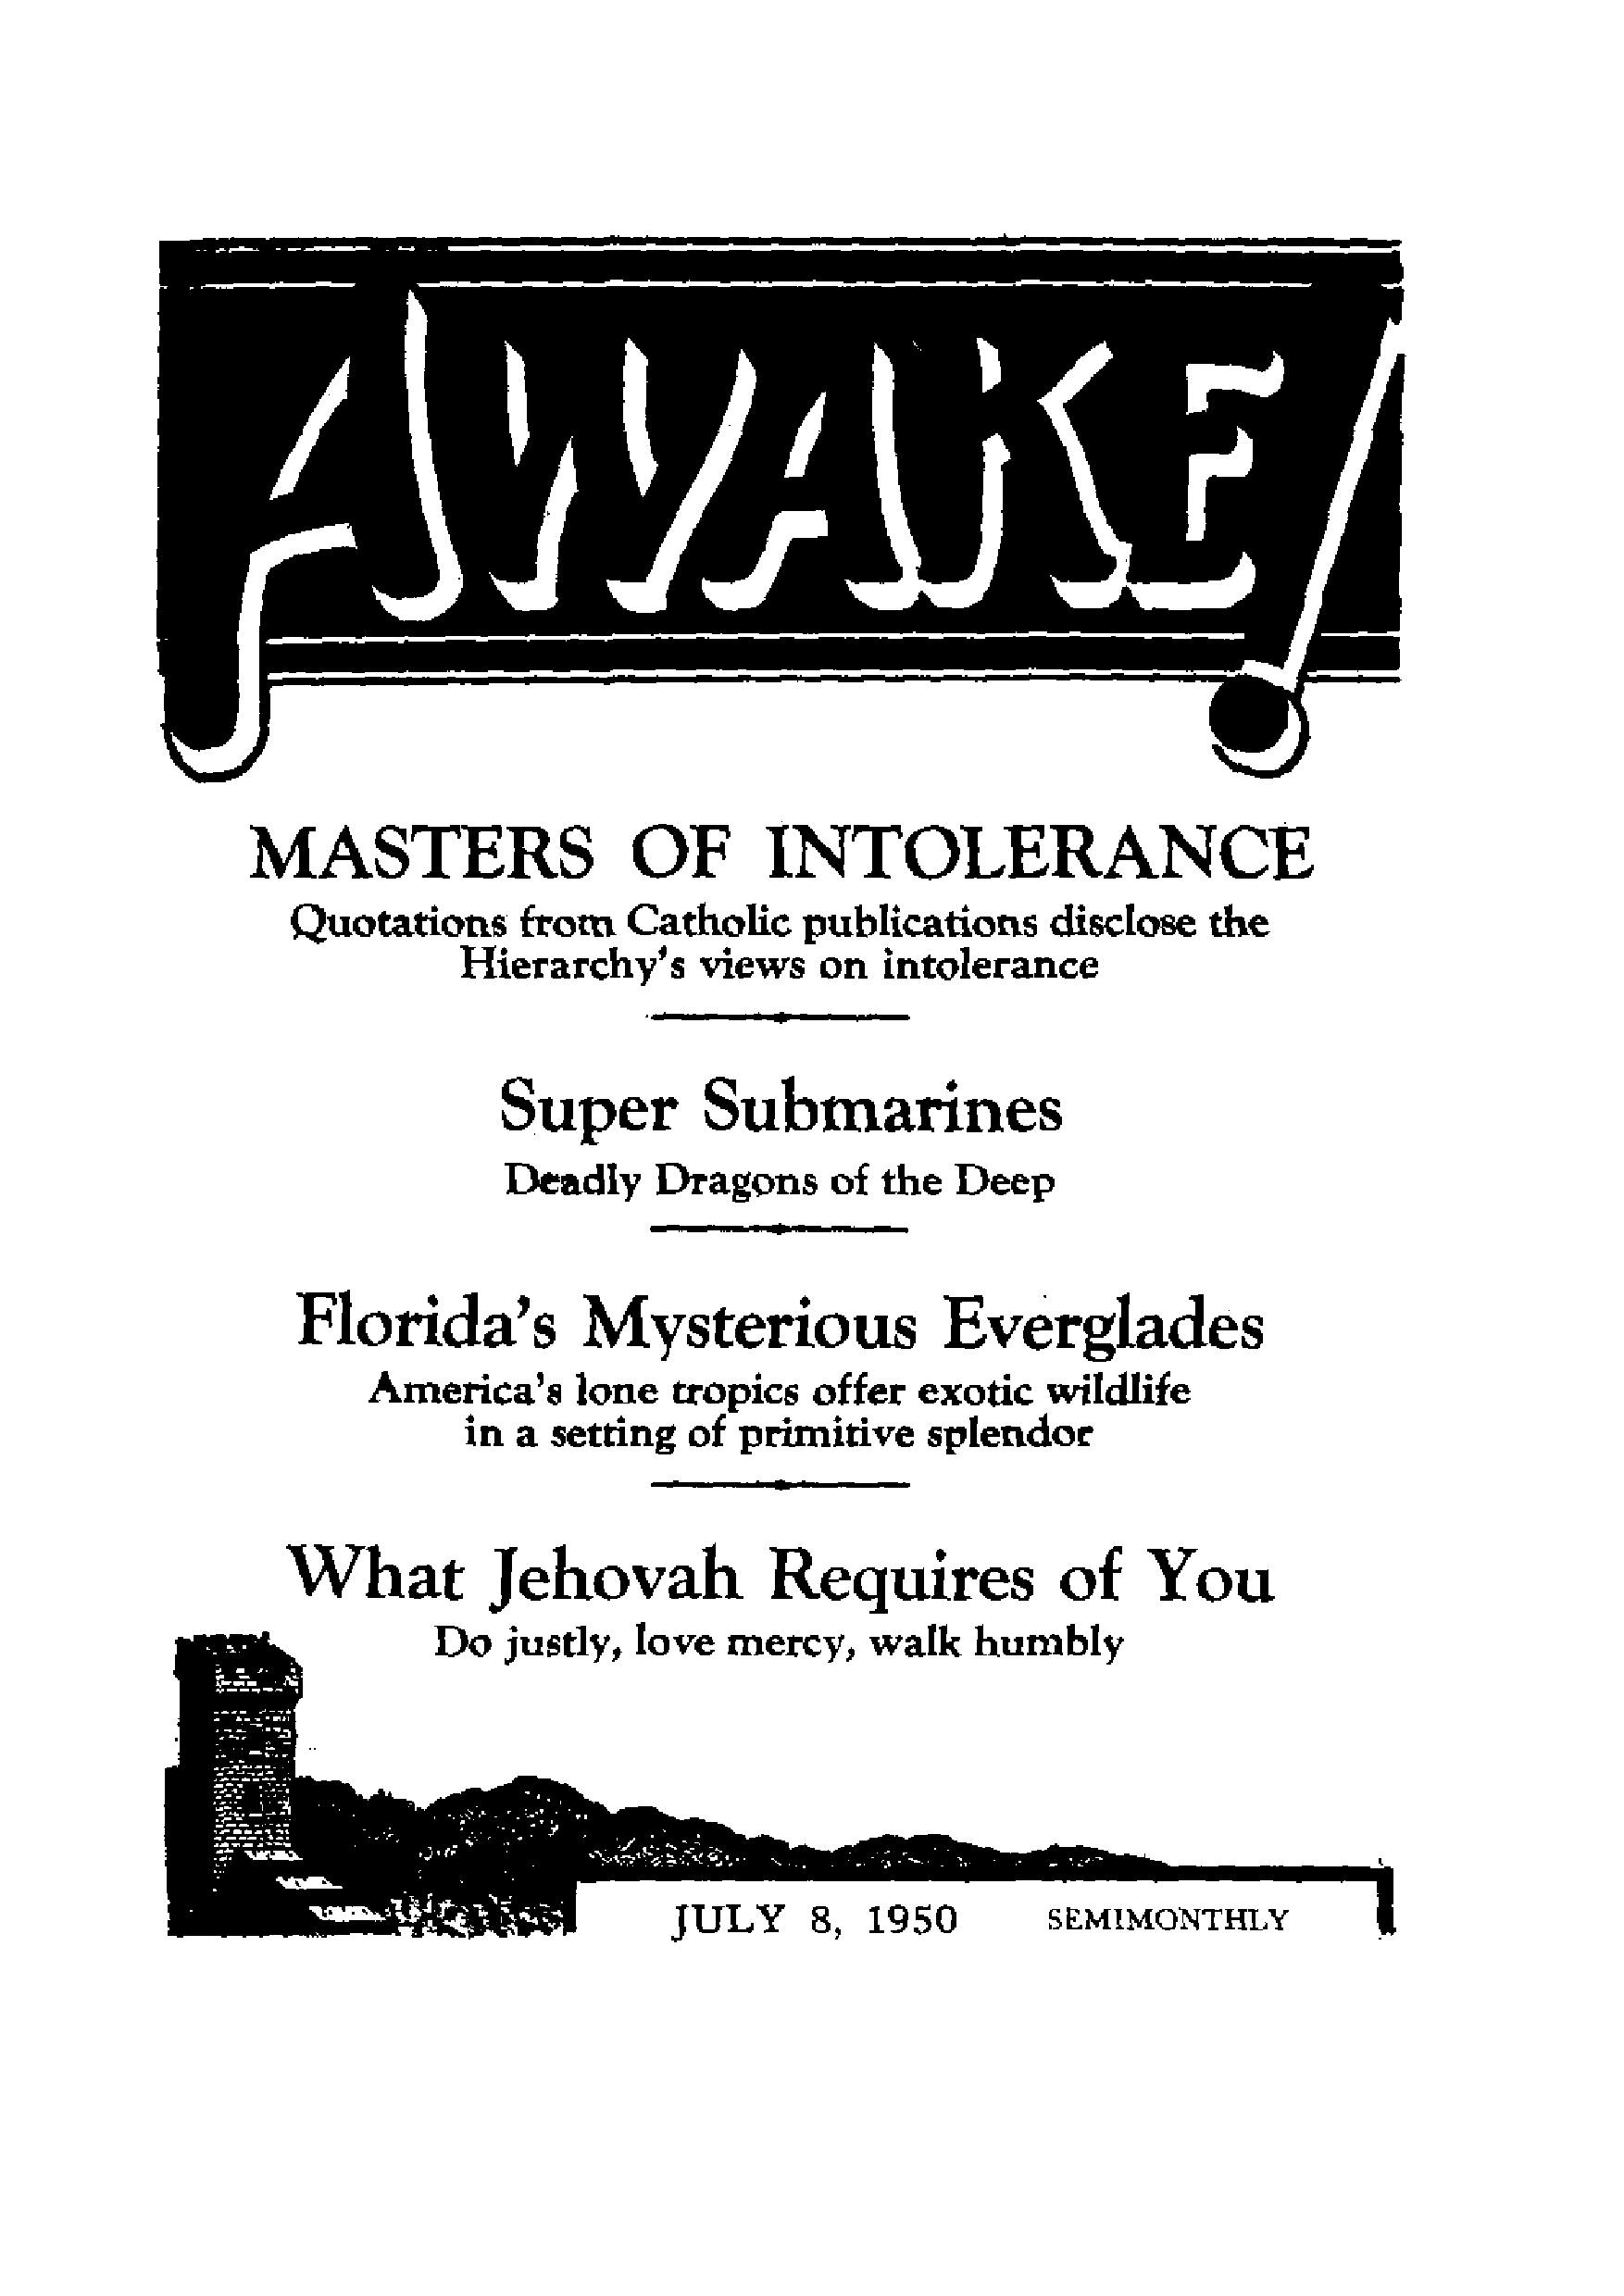 AWAKE!
MASTERS OF INTOLERANCE
Quotations from Catholic publications disclose the
Hierarchy's views on intolerance
Super Submarines
Deadly Dragons of the Deep
Florida's Mysterious Everglades
America's lone tropics offer exotic wildlife
in a setting of primitive splendor
What Jehovah Requires of You
Do justly, love mercy, walk humbly
JULY 8, 1950 SEMIMONTHLY